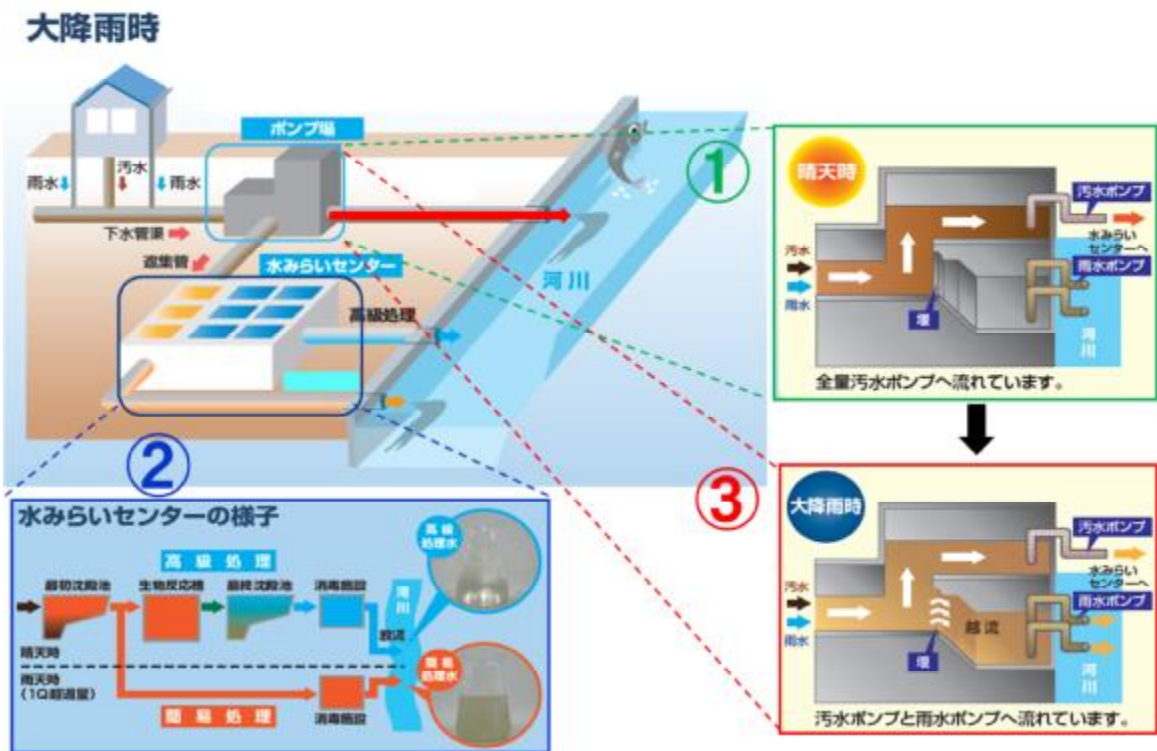 大降雨時
ポンプ場
雨水
汚水
雨水
下水管渠
遮集管
水みらいセンター
高級処理
河川
①
②
③
晴天時
汚水ポンプ
水みらい
センターへ
汚水
雨水
雨水ポンプ
堰
河川
全量汚水ポンプへ流れています。
大降雨時
汚水ポンプ
水みらい
センターへ
汚水
雨水
雨水ポンプ
越流
堰
河川
汚水ポンプと雨水ポンプへ流れています。
水みらいセンターの様子
高級処理
最初沈殿池
生物反応槽
最終沈殿池
消毒施設
河川
高級
処理水
放流
晴天時
雨天時
(1Q超過量)
簡易処理
消毒施設
簡易
処理水